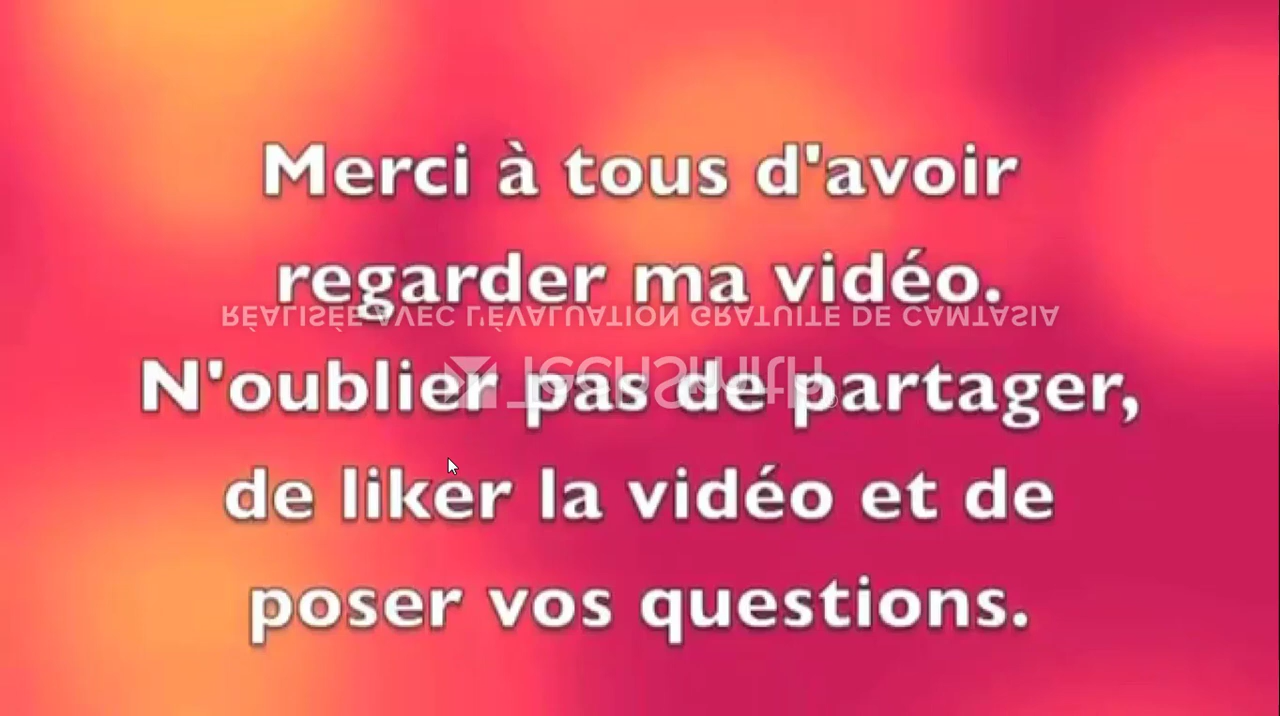 Merci à tous d'avoir
regarder ma vidéo.
RÉALISÉE AVEC L'ÉVALUATION GRATUITE DE CAMTASIA
N'oublier pas de partager,
TechSmith
de liker la vidéo et de
poser vos questions.